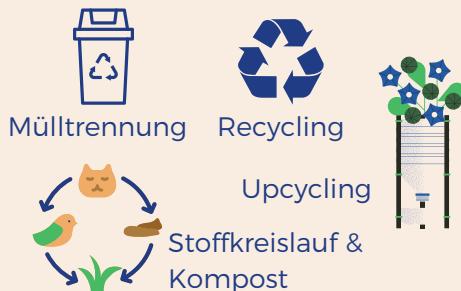 Mülltrennung
Recycling
Upcycling
Stoffkreislauf &
Kompost